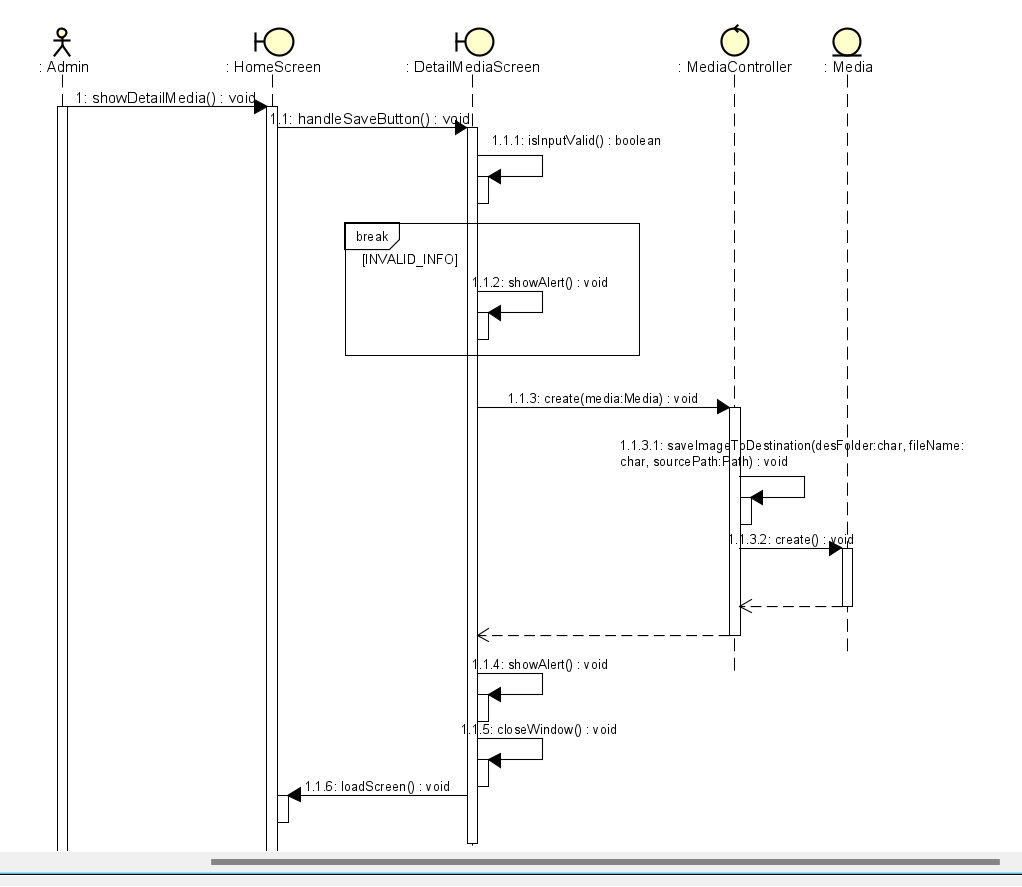 : Admin
: HomeScreen
: DetailMediaScreen
: MediaController
: Media
1: showDetailMedia() : void
1.1: handleSaveButton() : void
1.1.1: isInputValid() : boolean
break
[INVALID_INFO]
1.1.2: showAlert() : void
1.1.3: create(media:Media) : void
1.1.3.1: saveImageToDestination(desFolder:char, fileName:
char, sourcePath:Path) : void
1.1.3.2: create() : void
1.1.4: showAlert() : void
1.1.5: closeWindow() : void
1.1.6: loadScreen() : void